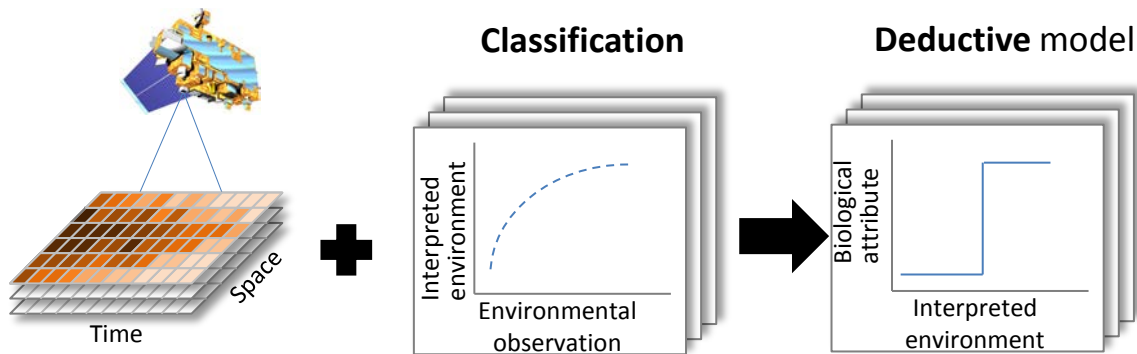 Classification
Deductive model
Time
Space
Interpreted
environment
Environmental
observation
Biological
attribute
Interpreted
environment